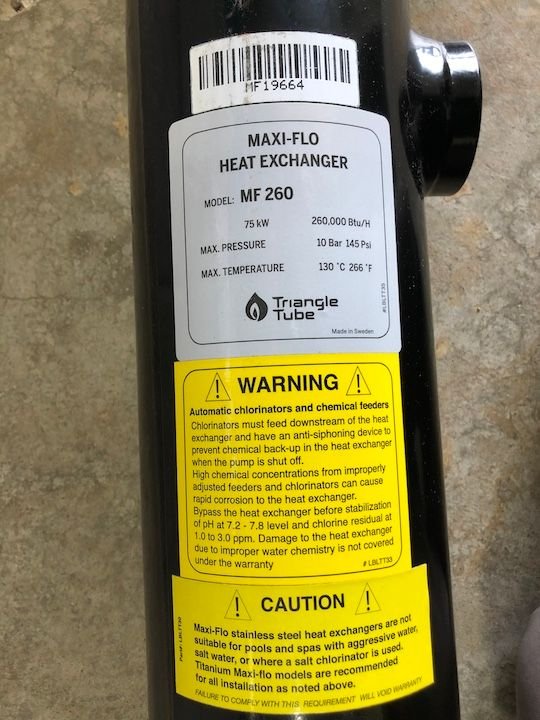 MF19664
MAXI-FLO
HEAT EXCHANGER
MODEL: MF 260
75 kW 260,000 Btu/H
MAX. PRESSURE 10 Bar 145 Psi
MAX. TEMPERATURE 130 °C 266 °F
Triangle
Tube
Made in Sweden
#LBLTT35
WARNING
Automatic chlorinators and chemical feeders
Chlorinators must feed downstream of the heat
exchanger and have an anti-siphoning device to
prevent chemical back-up in the heat exchanger
when the pump is shut off.
High chemical concentrations from improperly
adjusted feeders and chlorinators can cause
rapid corrosion to the heat exchanger.
Bypass the heat exchanger before stabilization
of pH at 7.2 - 7.8 level and chlorine residual at
1.0 to 3.0 ppm. Damage to the heat exchanger
due to improper water chemistry is not covered
under the warranty
# LBLTT33
CAUTION
Maxi-Flo stainless steel heat exchangers are not
suitable for pools and spas with aggressive water,
salt water, or where a salt chlorinator is used.
Titanium Maxi-flo models are recommended
for all installation as noted above.
FAILURE TO COMPLY WITH THIS REQUIREMENT WILL VOID WARRANTY